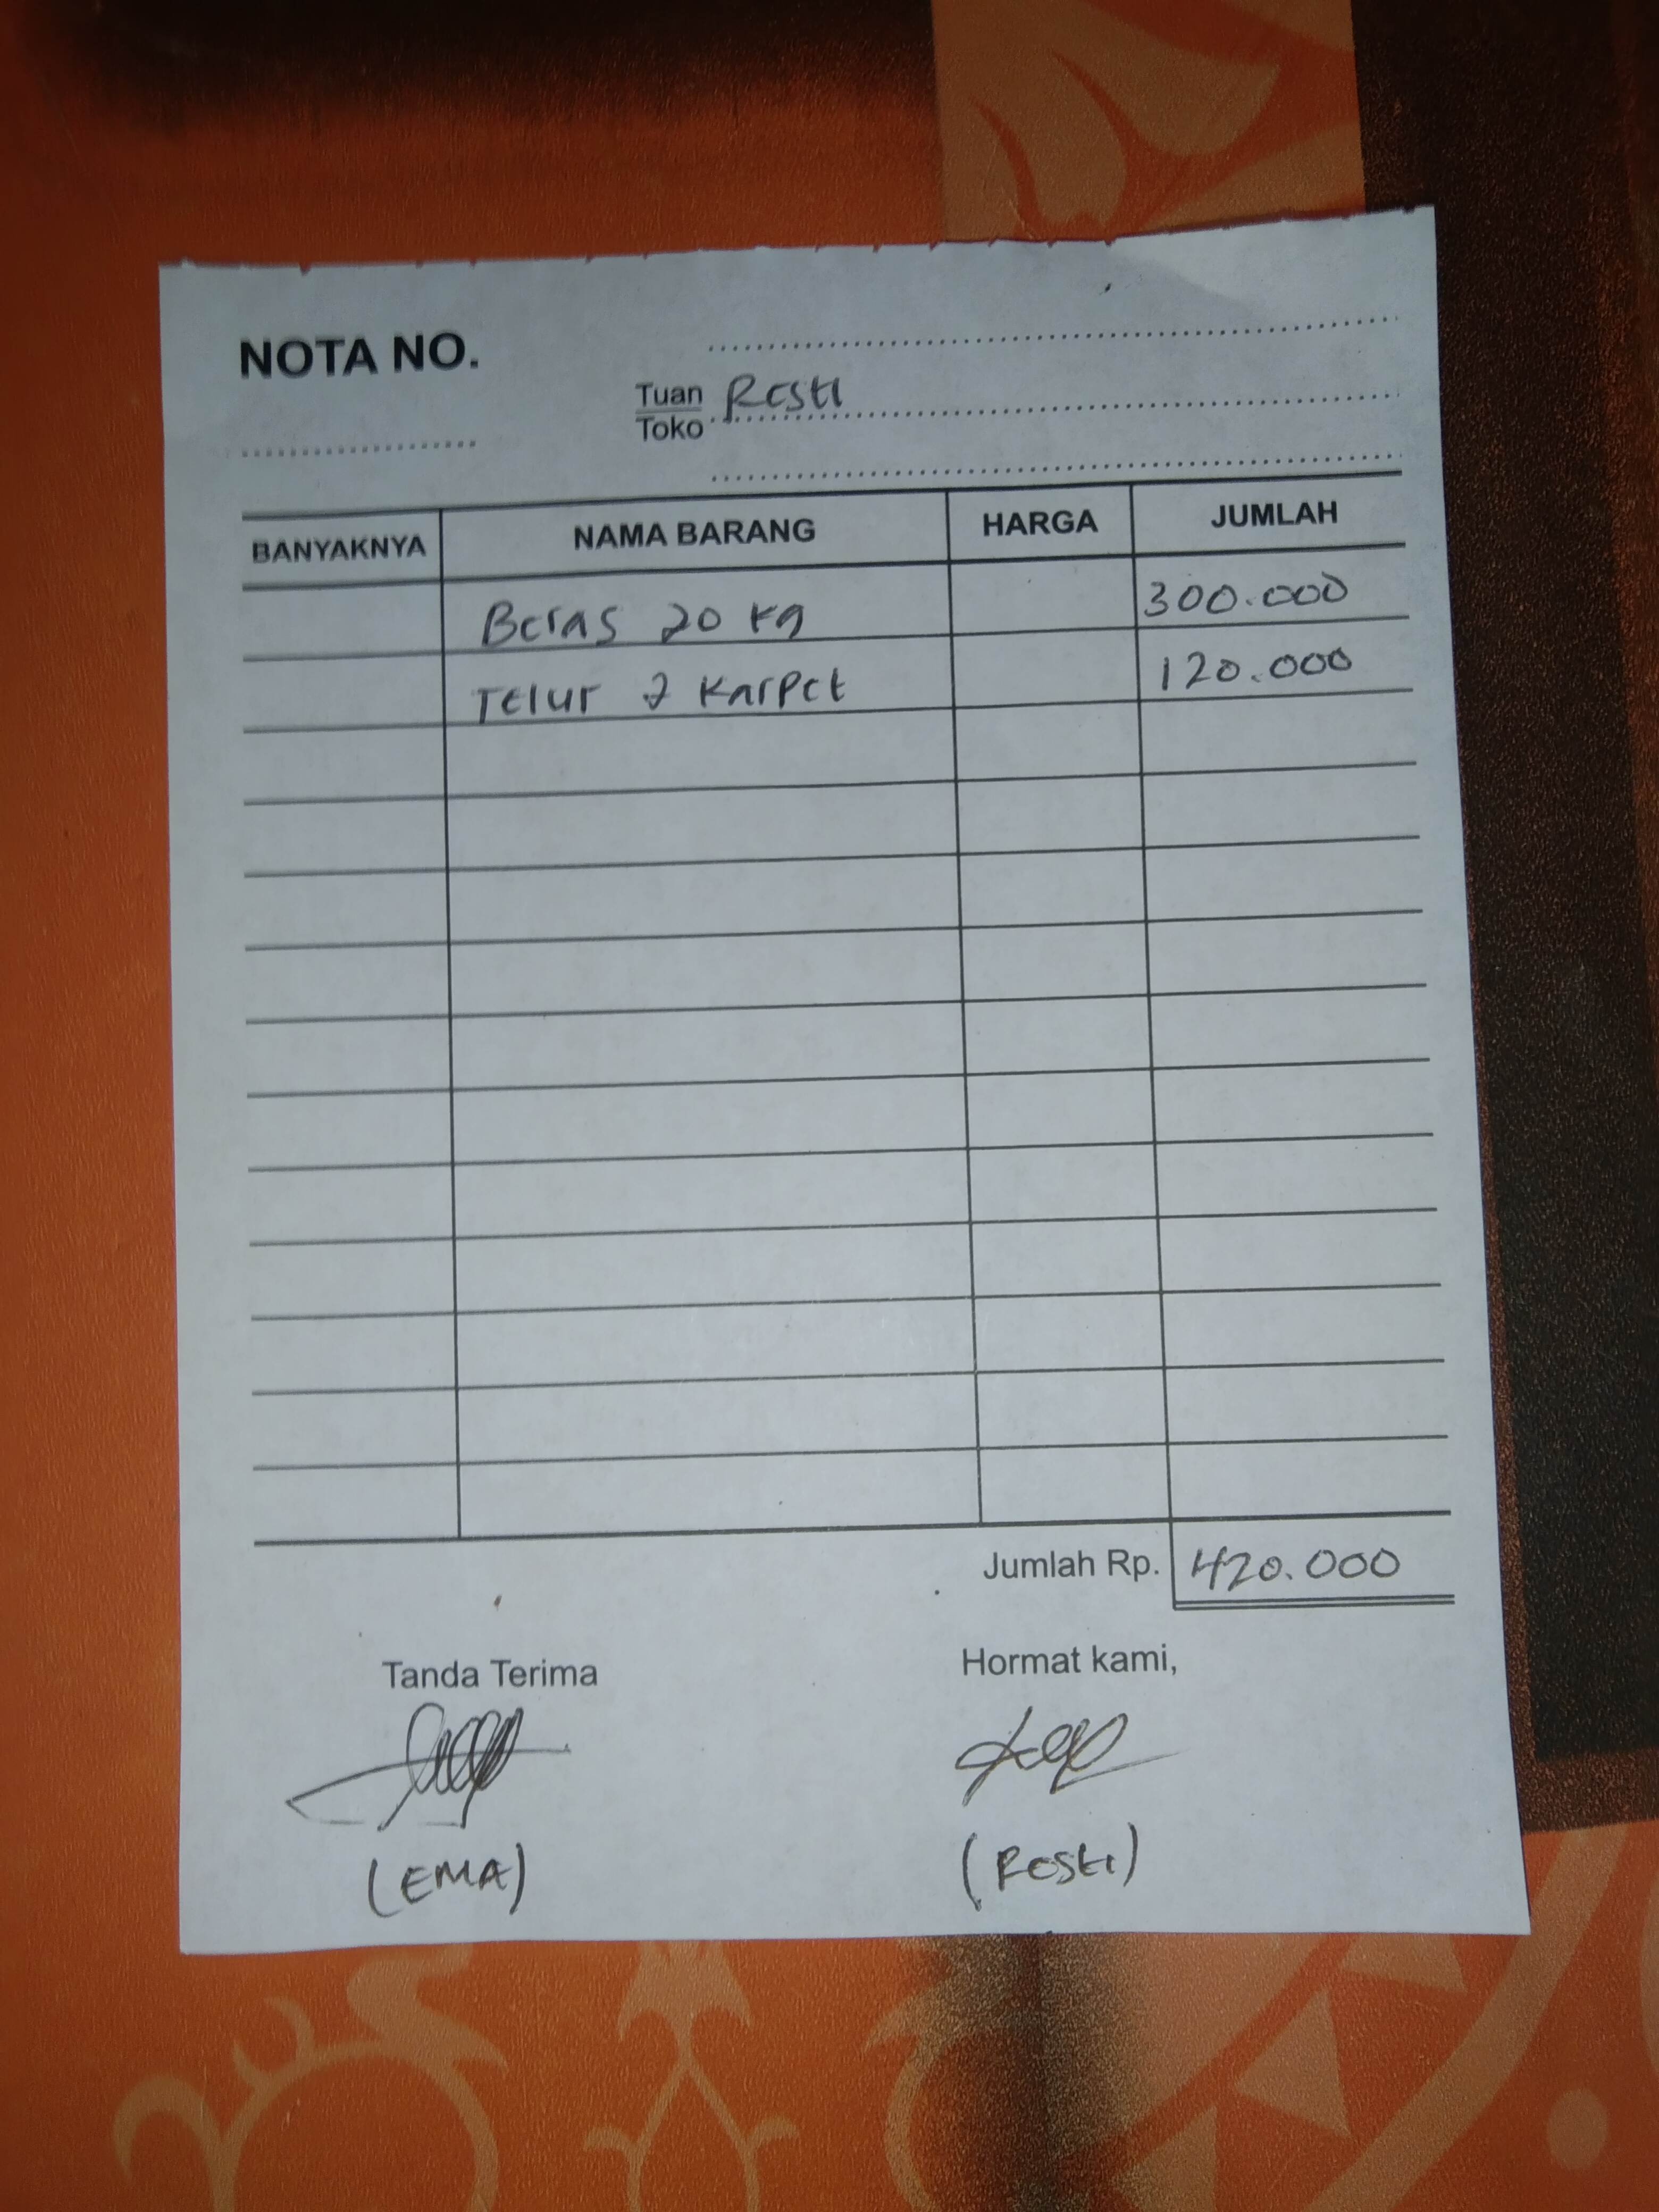 NOTA NO.
Tuan Resti
Toko
BANYAKNYA NAMA BARANG HARGA JUMLAH
Beras 20 kg 300.000
Telur 2 Karpet 120.000
Jumlah Rp. 420.000
Tanda Terima Hormat kami,
(EMA) (Resti)